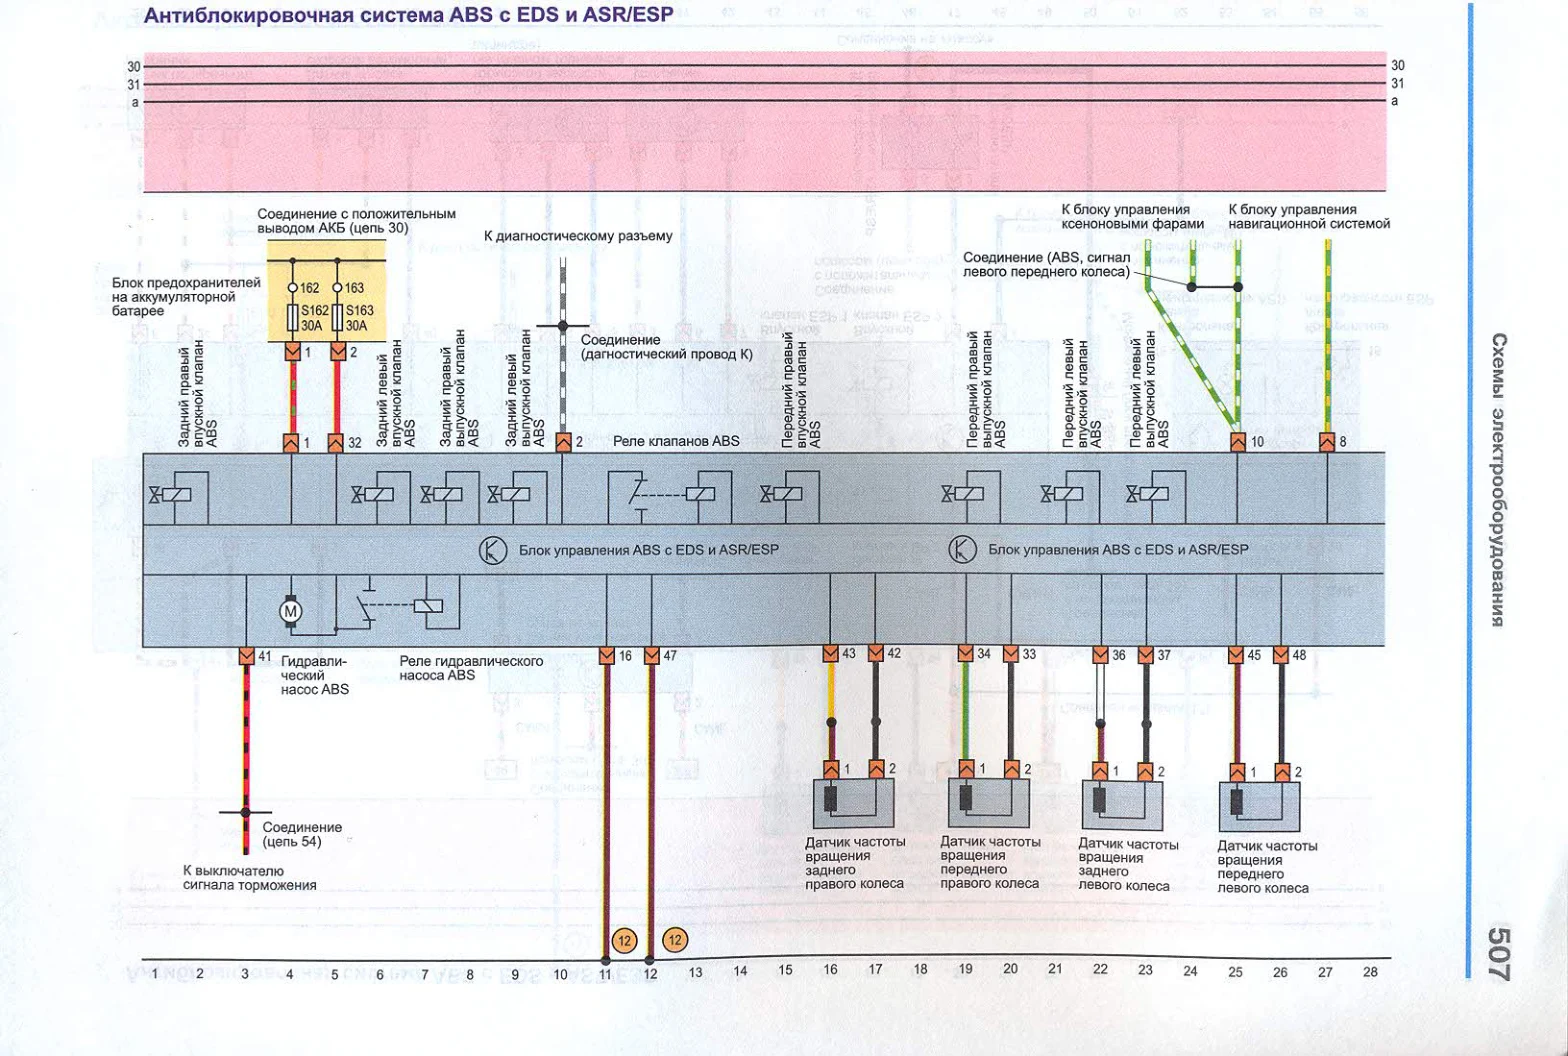 Антиблокировочная система ABS с EDS и ASR/ESP
30
31
a
30
31
a
Соединение с положительным
выводом АКБ (цепь 30)
Блок предохранителей
на аккумуляторной
батарее
162
163
S162
30A
S163
30A
1
2
К диагностическому разъему
Соединение
(дагностический провод К)
К блоку управления
ксеноновыми фарами
К блоку управления
навигационной системой
Соединение (ABS, сигнал
левого переднего колеса)
Задний правый
впускной клапан
ABS
Задний левый
впускной клапан
ABS
Задний правый
выпускной клапан
ABS
Задний левый
выпускной клапан
ABS
Реле клапанов ABS
Передний правый
впускной клапан
ABS
Передний правый
выпускной клапан
ABS
Передний левый
впускной клапан
ABS
Передний левый
выпускной клапан
ABS
1
32
2
10
8
Блок управления ABS с EDS и ASR/ESP
Блок управления ABS с EDS и ASR/ESP
M
41
16
47
43
42
34
33
36
37
45
48
Гидравли-
ческий
насос ABS
Реле гидравлического
насоса ABS
Соединение
(цепь 54)
К выключателю
сигнала торможения
1
2
1
2
1
2
1
2
Датчик частоты
вращения
заднего
правого колеса
Датчик частоты
вращения
переднего
правого колеса
Датчик частоты
вращения
заднего
левого колеса
Датчик частоты
вращения
переднего
левого колеса
12
12
1 2 3 4 5 6 7 8 9 10 11 12 13 14 15 16 17 18 19 20 21 22 23 24 25 26 27 28
Схемы электрооборудования
507